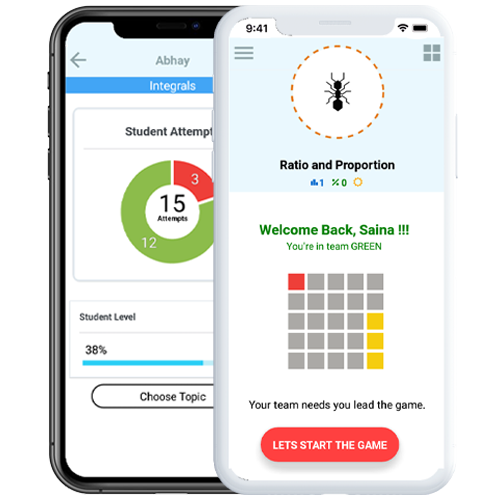 Abhay
Integrals
Student Attempt
3
15
Attempts
12
Student Level
38%
Choose Topic
9:41
Ratio and Proportion
1 % 0
Welcome Back, Saina !!!
You're in team GREEN
Your team needs you lead the game.
LETS START THE GAME